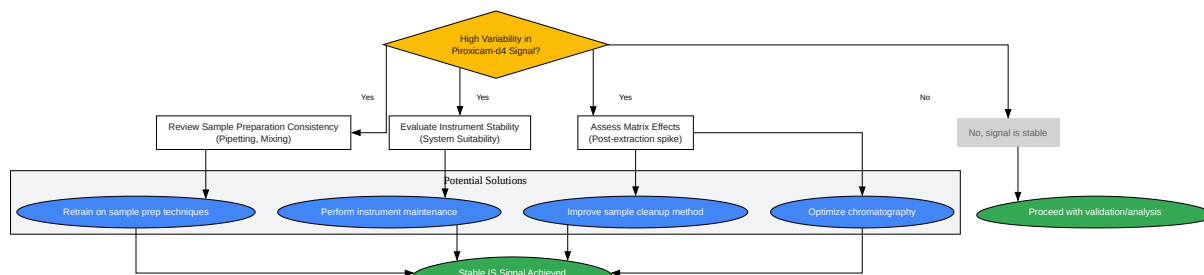 High Variability in
Piroxicam-d4 Signal?
Yes
Yes
Yes
No
Review Sample Preparation Consistency
(Pipetting, Mixing)
Evaluate Instrument Stability
(System Suitability)
Assess Matrix Effects
(Post-extraction spike)
No, signal is stable
Potential Solutions
Retrain on sample prep techniques
Perform instrument maintenance
Improve sample cleanup method
Optimize chromatography
Proceed with validation/analysis
Stable IS Signal Achieved